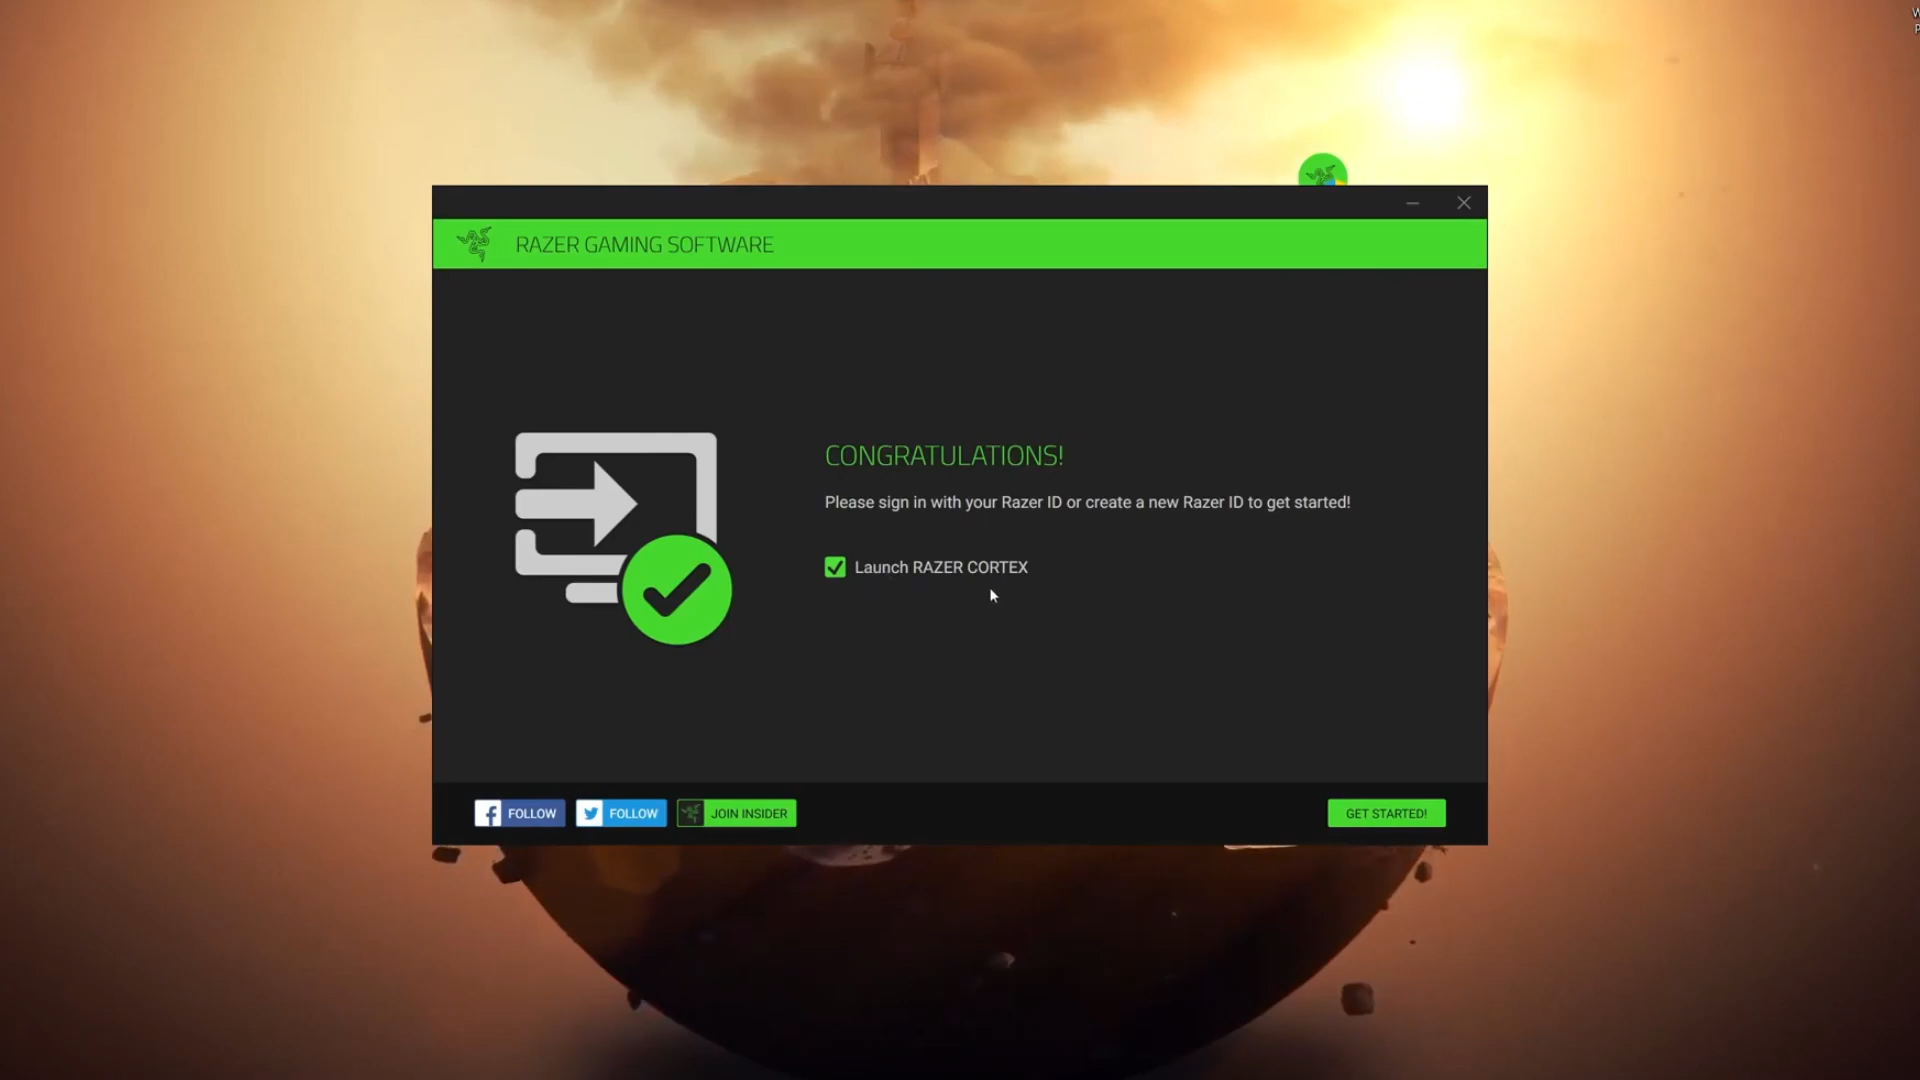 RAZER GAMING SOFTWARE
CONGRATULATIONS!
Please sign in with your Razer ID or create a new Razer ID to get started!
Launch RAZER CORTEX
FOLLOW
FOLLOW
JOIN INSIDER
GET STARTED!